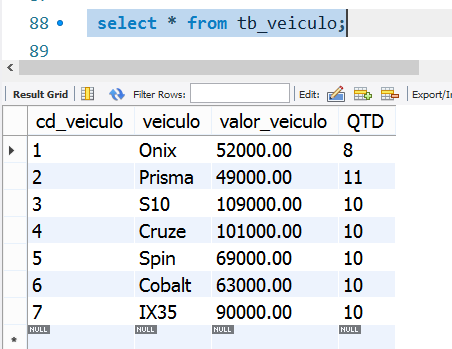 88 select * from tb_veiculo;
89
Result Grid Filter Rows: Edit: Export/In
cd_veiculo veiculo valor_veiculo QTD
1 Onix 52000.00 8
2 Prisma 49000.00 11
3 S10 109000.00 10
4 Cruze 101000.00 10
5 Spin 69000.00 10
6 Cobalt 63000.00 10
7 IX35 90000.00 10
NULL NULL NULL NULL